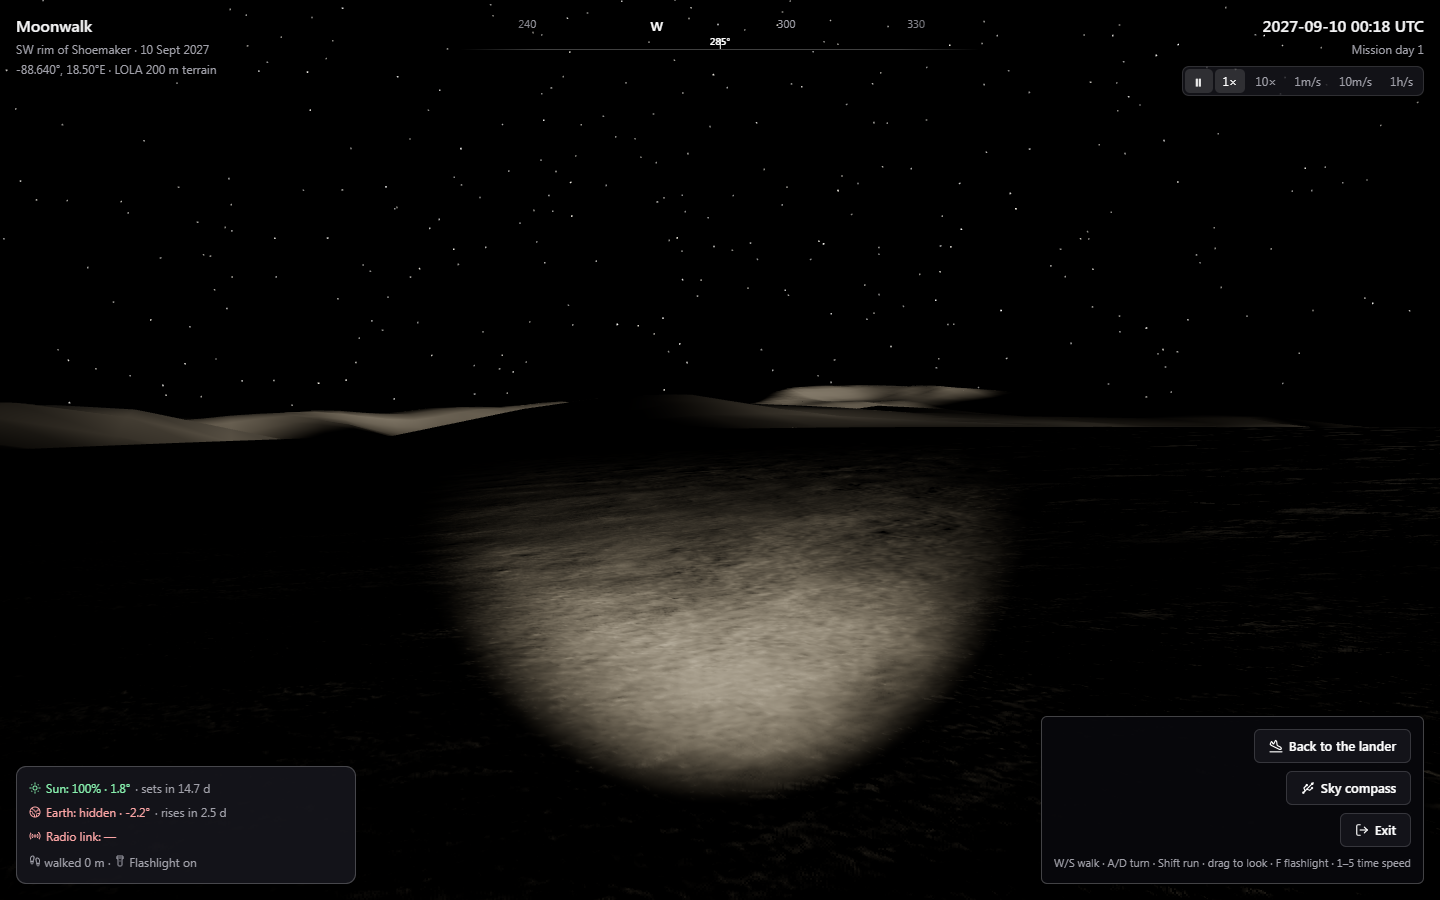 Moonwalk
SW rim of Shoemaker · 10 Sept 2027
-88.640°, 18.50°E · LOLA 200 m terrain
240 W 300 330
285°
2027-09-10 00:18 UTC
Mission day 1
1× 10× 1m/s 10m/s 1h/s
Sun: 100% · 1.8° · sets in 14.7 d
Earth: hidden · -2.2° · rises in 2.5 d
Radio link: —
walked 0 m · Flashlight on
Back to the lander
Sky compass
Exit
W/S walk · A/D turn · Shift run · drag to look · F flashlight · 1–5 time speed